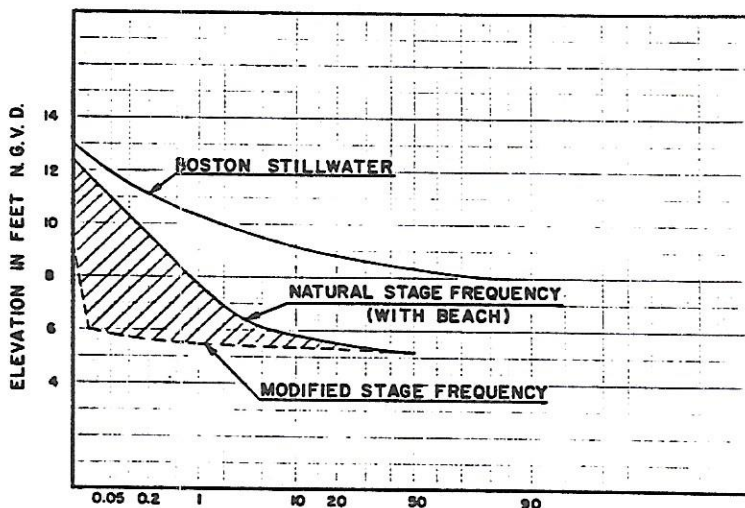 ELEVATION IN FEET N.G.V.D.
14
12
10
8
6
4
BOSTON STILLWATER
NATURAL STAGE FREQUENCY
(WITH BEACH)
MODIFIED STAGE FREQUENCY
0.05 0.2 1 10 20 50 90